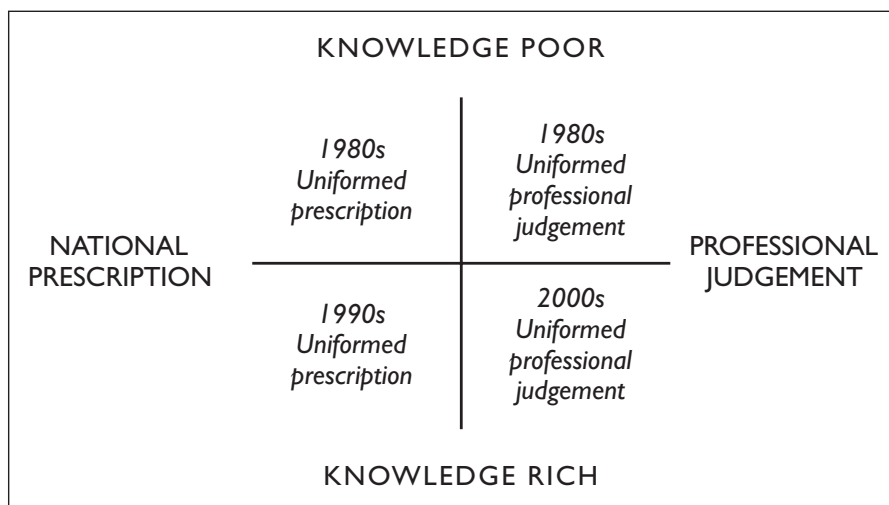 KNOWLEDGE POOR
1980s
Uniformed
prescription
1980s
Uniformed
professional
judgement
NATIONAL
PRESCRIPTION
PROFESSIONAL
JUDGEMENT
1990s
Uniformed
prescription
2000s
Uniformed
professional
judgement
KNOWLEDGE RICH